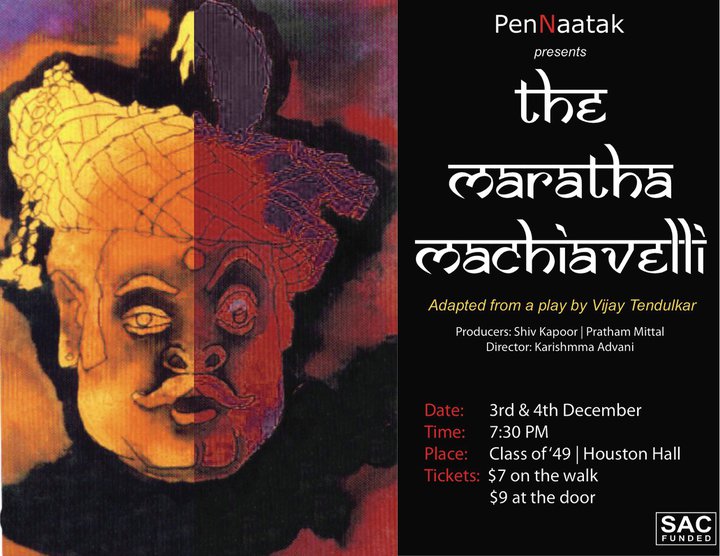 PenNaatak
presents
the
maratha
machiavelli
Adapted from a play by Vijay Tendulkar
Producers: Shiv Kapoor | Pratham Mittal
Director: Karishmma Advani
Date: 3rd & 4th December
Time: 7:30 PM
Place: Class of ‘49 | Houston Hall
Tickets: $7 on the walk
$9 at the door
SAC
FUNDED